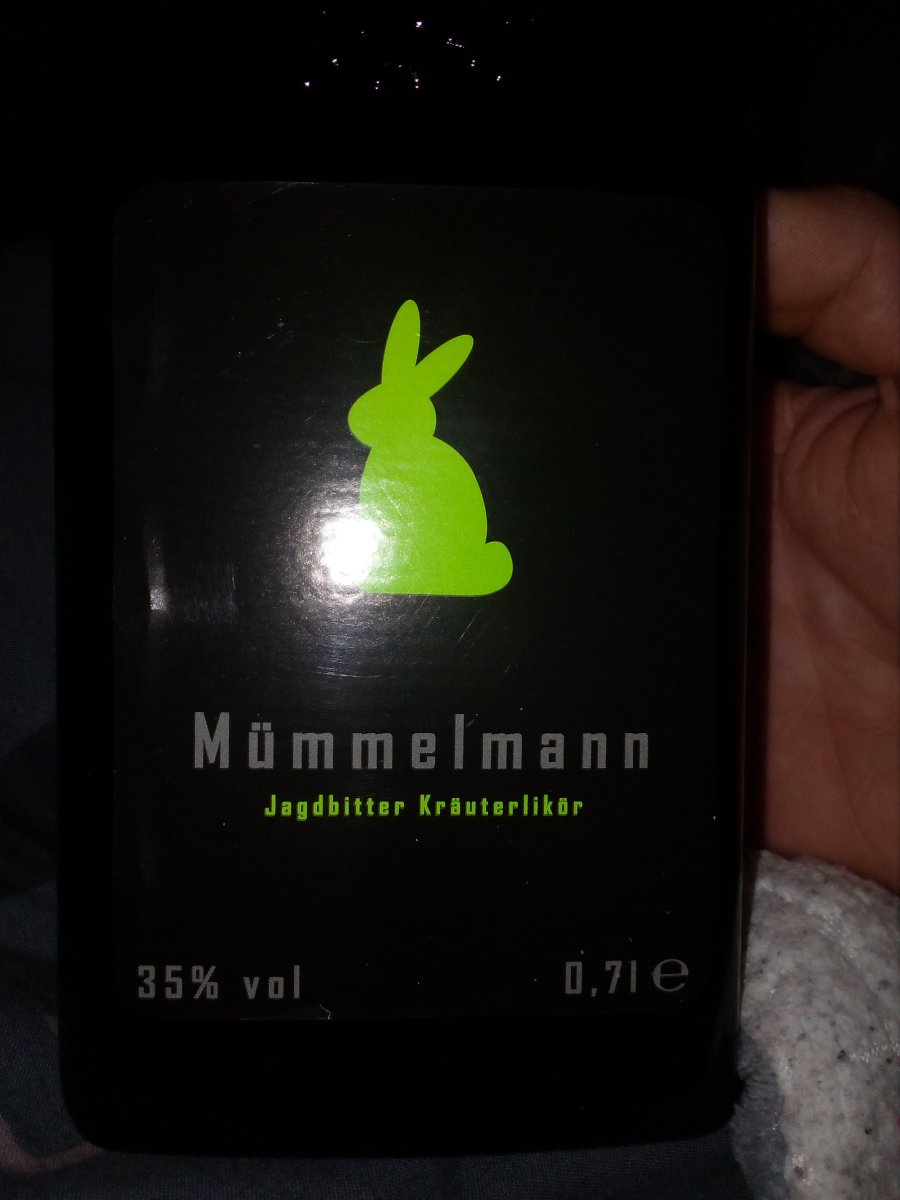 Mümmelmann
Jagdbitter Kräuterlikör
35% vol
0,7l e